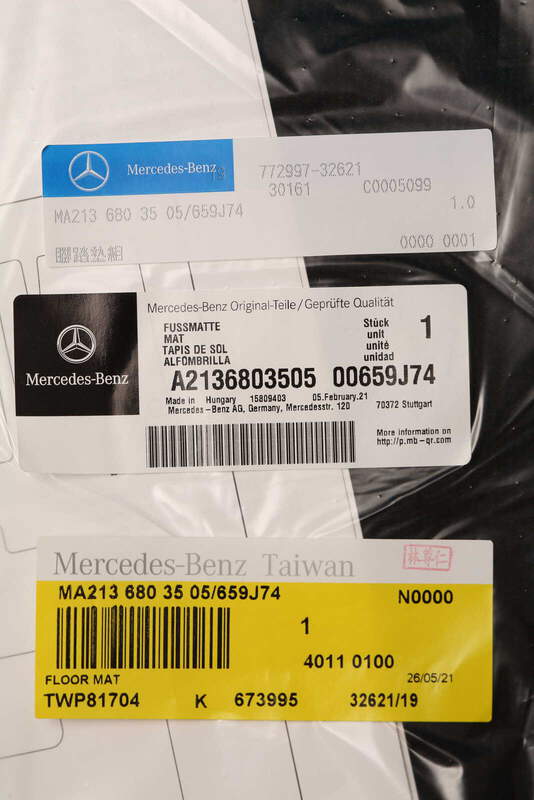 Mercedes-Benz
19
772997-32621
30161 C0005099
MA213 680 35 05/659J74
1.0
0000 0001
Mercedes-Benz
Mercedes-Benz Original-Teile/Geprüfte Qualität
FUSSMATTE
MAT
TAPIS DE SOL
ALFOMBRILLA
Stück
unit
unité
unidad
1
A2136803505 00659J74
Made in Hungary 15809403 05.February.21
Mercedes-Benz AG, Germany, Mercedesstr. 120 70372 Stuttgart
More information on
http://p.mb-qr.com
Mercedes-Benz Taiwan
MA213 680 35 05/659J74
N0000
1
4011 0100
FLOOR MAT
26/05/21
TWP81704 K 673995 32621/19